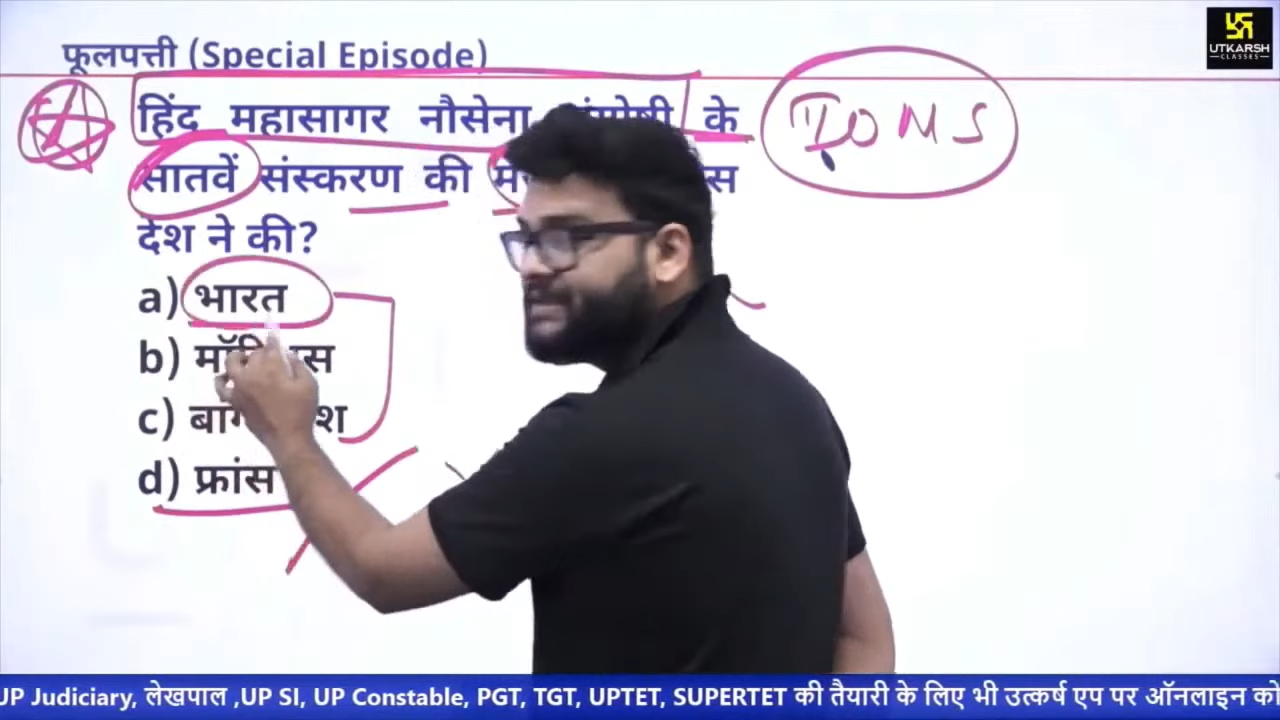 फूलपत्ती (Special Episode)
UTKARSH
CLASSES
हिंद महासागर नौसेना के
IONS
सातवें संस्करण की
देश ने की?
a) भारत
b)
c)
d) फ्रांस
UP Judiciary, लेखपाल ,UP SI, UP Constable, PGT, TGT, UPTET, SUPERTET की तैयारी के लिए भी उत्कर्ष एप पर ऑनलाइन को